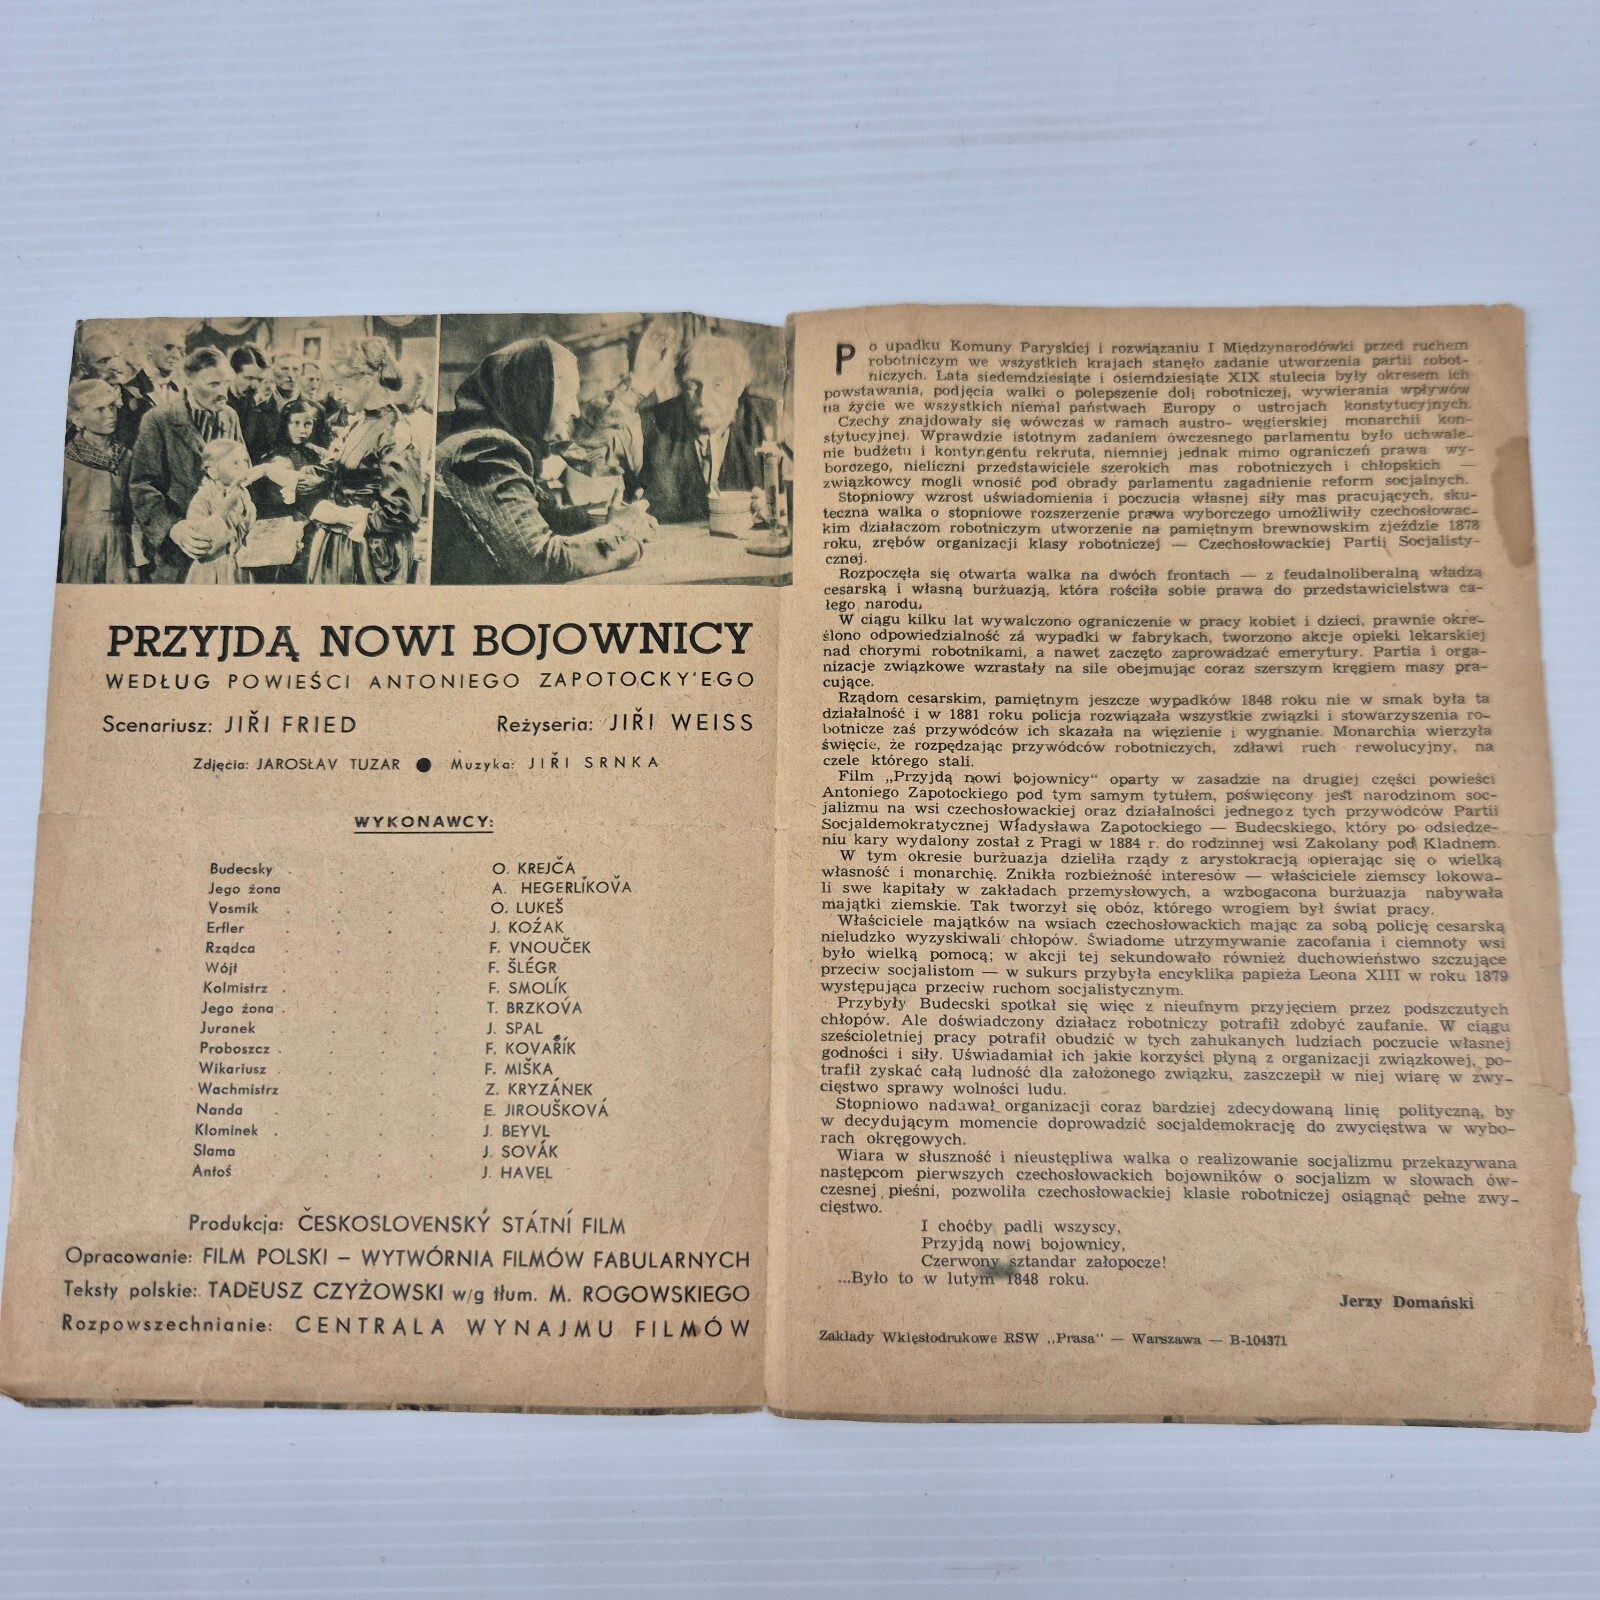 PRZYJDĄ NOWI BOJOWNICY
WEDŁUG POWIEŚCI ANTONIEGO ZAPOTOCKY'EGO
Scenariusz: JIŘI FRIED Reżyseria: JIŘI WEISS
Zdjęcia: JAROSŁAV TUZAR ● Muzyka: JIŘI SRNKA
WYKONAWCY:
Budecsky . . . . O. KREJČA
Jego żona . . . A. HEGERLÍKOVA
Vosmik . . . . O. LUKEŠ
Erfler . . . . J. KOŹAK
Rządca . . . . F. VNOUČEK
Wójt . . . . F. ŠLÉGR
Kolmistrz . . . F. SMOLÍK
Jego żona . . . . T. BRZKOVÁ
Juranek . . . . J. SPAL
Proboszcz . . . . F. KOVAŘÍK
Wikariusz . . . . F. MIŠKA
Wachmistrz . . . Z. KRYZÁNEK
Nanda . . . . E. JIROUŠKOVÁ
Klominek . . . . J. BEYVL
Slama . . . . J. SOVÁK
Antoś . . . . J. HAVEL
Produkcja: ČESKOSLOVENSKÝ STÁTNÍ FILM
Opracowanie: FILM POLSKI – WYTWÓRNIA FILMÓW FABULARNYCH
Teksty polskie: TADEUSZ CZYŻOWSKI w/g tłum. M. ROGOWSKIEGO
Rozpowszechnianie: CENTRALA WYNAJMU FILMÓW
Po upadku Komuny Paryskiej i rozwiązaniu I Międzynarodówki przed ruchem
robotniczym we wszystkich krajach stanęło zadanie utworzenia partii robot-
niczych. Lata siedemdziesiąte i osiemdziesiąte XIX stulecia były okresem ich
powstawania, podjęcia walki o polepszenie doli robotniczej, wywierania wpływów
na życie we wszystkich niemal państwach Europy o ustrojach konstytucyjnych.
Czechy znajdowały się wówczas w ramach austro- węgierskiej monarchii kon-
stytucyjnej. Wprawdzie istotnym zadaniem ówczesnego parlamentu było uchwale-
nie budżetu i kontyngentu rekruta, niemniej jednak mimo ograniczeń prawa wy-
borczego, nieliczni przedstawiciele szerokich mas robotniczych i chłopskich —
związkowcy mogli wnosić pod obrady parlamentu zagadnienie reform socjalnych.
Stopniowy wzrost uświadomienia i poczucia własnej siły mas pracujących, sku-
teczna walka o stopniowe rozszerzenie prawa wyborczego umożliwiły czechosłowac-
kim działaczom robotniczym utworzenie na pamiętnym brewnowskim zjeździe 1878
roku, zrębów organizacji klasy robotniczej — Czechosłowackiej Partii Socjalisty-
cznej.
Rozpoczęła się otwarta walka na dwóch frontach — z feudalnoliberalną władzą
cesarską i własną burżuazją, która rościła sobie prawa do przedstawicielstwa ca-
łego narodu.
W ciągu kilku lat wywalczono ograniczenie w pracy kobiet i dzieci, prawnie okre-
ślono odpowiedzialność za wypadki w fabrykach, tworzono akcje opieki lekarskiej
nad chorymi robotnikami, a nawet zaczęto zaprowadzać emerytury. Partia i orga-
nizacje związkowe wzrastały na sile obejmując coraz szerszym kręgiem masy pra-
cujące.
Rządom cesarskim, pamiętnym jeszcze wypadków 1848 roku nie w smak była ta
działalność i w 1881 roku policja rozwiązała wszystkie związki i stowarzyszenia ro-
botnicze zaś przywódców ich skazała na więzienie i wygnanie. Monarchia wierzyła
święcie, że rozpędzając przywódców robotniczych, zdławi ruch rewolucyjny, na
czele którego stali.
Film „Przyjdą nowi bojownicy" oparty w zasadzie na drugiej części powieści
Antoniego Zapotockiego pod tym samym tytułem, poświęcony jest narodzinom soc-
jalizmu na wsi czechosłowackiej oraz działalności jednego z tych przywódców Partii
Socjaldemokratycznej Władysława Zapotockiego — Budecskiego, który po odsiedze-
niu kary wydalony został z Pragi w 1884 r. do rodzinnej wsi Zakolany pod Kladnem.
W tym okresie burżuazja dzieliła rządy z arystokracją opierając się o wielką
własność i monarchię. Znikła rozbieżność interesów — właściciele ziemscy lokowa-
li swe kapitały w zakładach przemysłowych, a wzbogacona burżuazja nabywała
majątki ziemskie. Tak tworzył się obóz, którego wrogiem był świat pracy.
Właściciele majątków na wsiach czechosłowackich mając za sobą policję cesarską
nieludzko wyzyskiwali chłopów. Świadome utrzymywanie zacofania i ciemnoty wsi
było wielką pomocą; w akcji tej sekundowało również duchowieństwo szczujące
przeciw socjalistom — w sukurs przybyła encyklika papieża Leona XIII w roku 1879
występująca przeciw ruchom socjalistycznym.
Przybyły Budecski spotkał się więc z nieufnym przyjęciem przez podszczutych
chłopów. Ale doświadczony działacz robotniczy potrafił zdobyć zaufanie. W ciągu
sześcioletniej pracy potrafił obudzić w tych zahukanych ludziach poczucie własnej
godności i siły. Uświadamiał ich jakie korzyści płyną z organizacji związkowej, po-
trafił zyskać całą ludność dla założonego związku, zaszczepił w niej wiarę w zwy-
cięstwo sprawy wolności ludu.
Stopniowo nadawał organizacji coraz bardziej zdecydowaną linię polityczną, by
w decydującym momencie doprowadzić socjaldemokrację do zwycięstwa w wybo-
rach okręgowych.
Wiara w słuszność i nieustępliwa walka o realizowanie socjalizmu przekazywana
następcom pierwszych czechosłowackich bojowników o socjalizm w słowach ów-
czesnej pieśni, pozwoliła czechosłowackiej klasie robotniczej osiągnąć pełne zwy-
cięstwo.
I choćby padli wszyscy,
Przyjdą nowi bojownicy,
Czerwony sztandar załopocze!
...Było to w lutym 1848 roku.
Jerzy Domański
Zakłady Wklęsłodrukowe RSW „Prasa" — Warszawa — B-104371